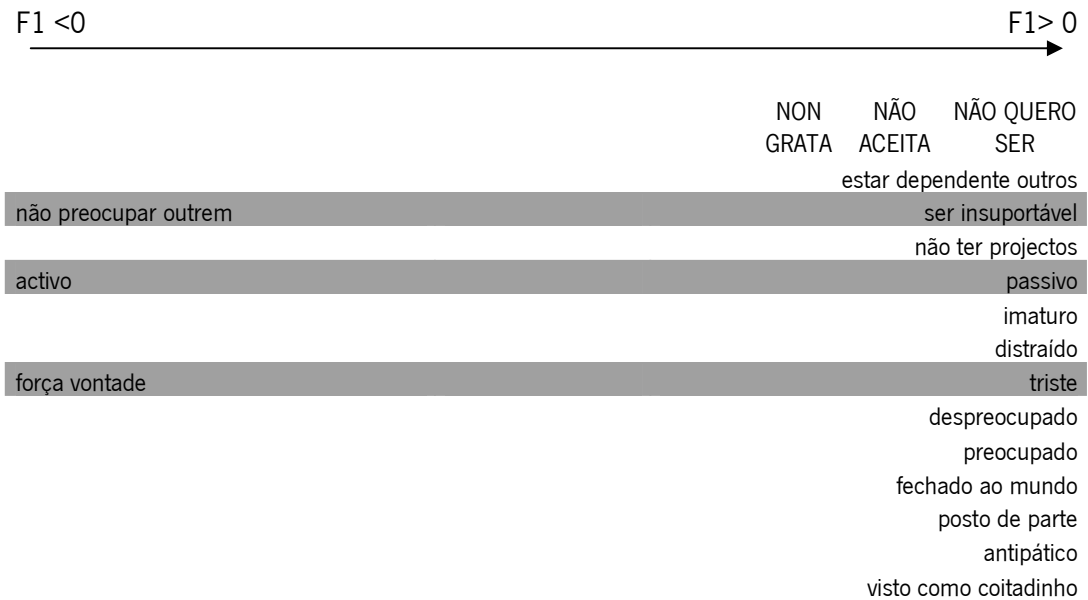 F1 <0 F1> 0
NON NÃO NÃO QUERO
GRATA ACEITA SER
estar dependente outros
não preocupar outrem ser insuportável
não ter projectos
activo passivo
imaturo
distraído
força vontade triste
despreocupado
preocupado
fechado ao mundo
posto de parte
antipático
visto como coitadinho